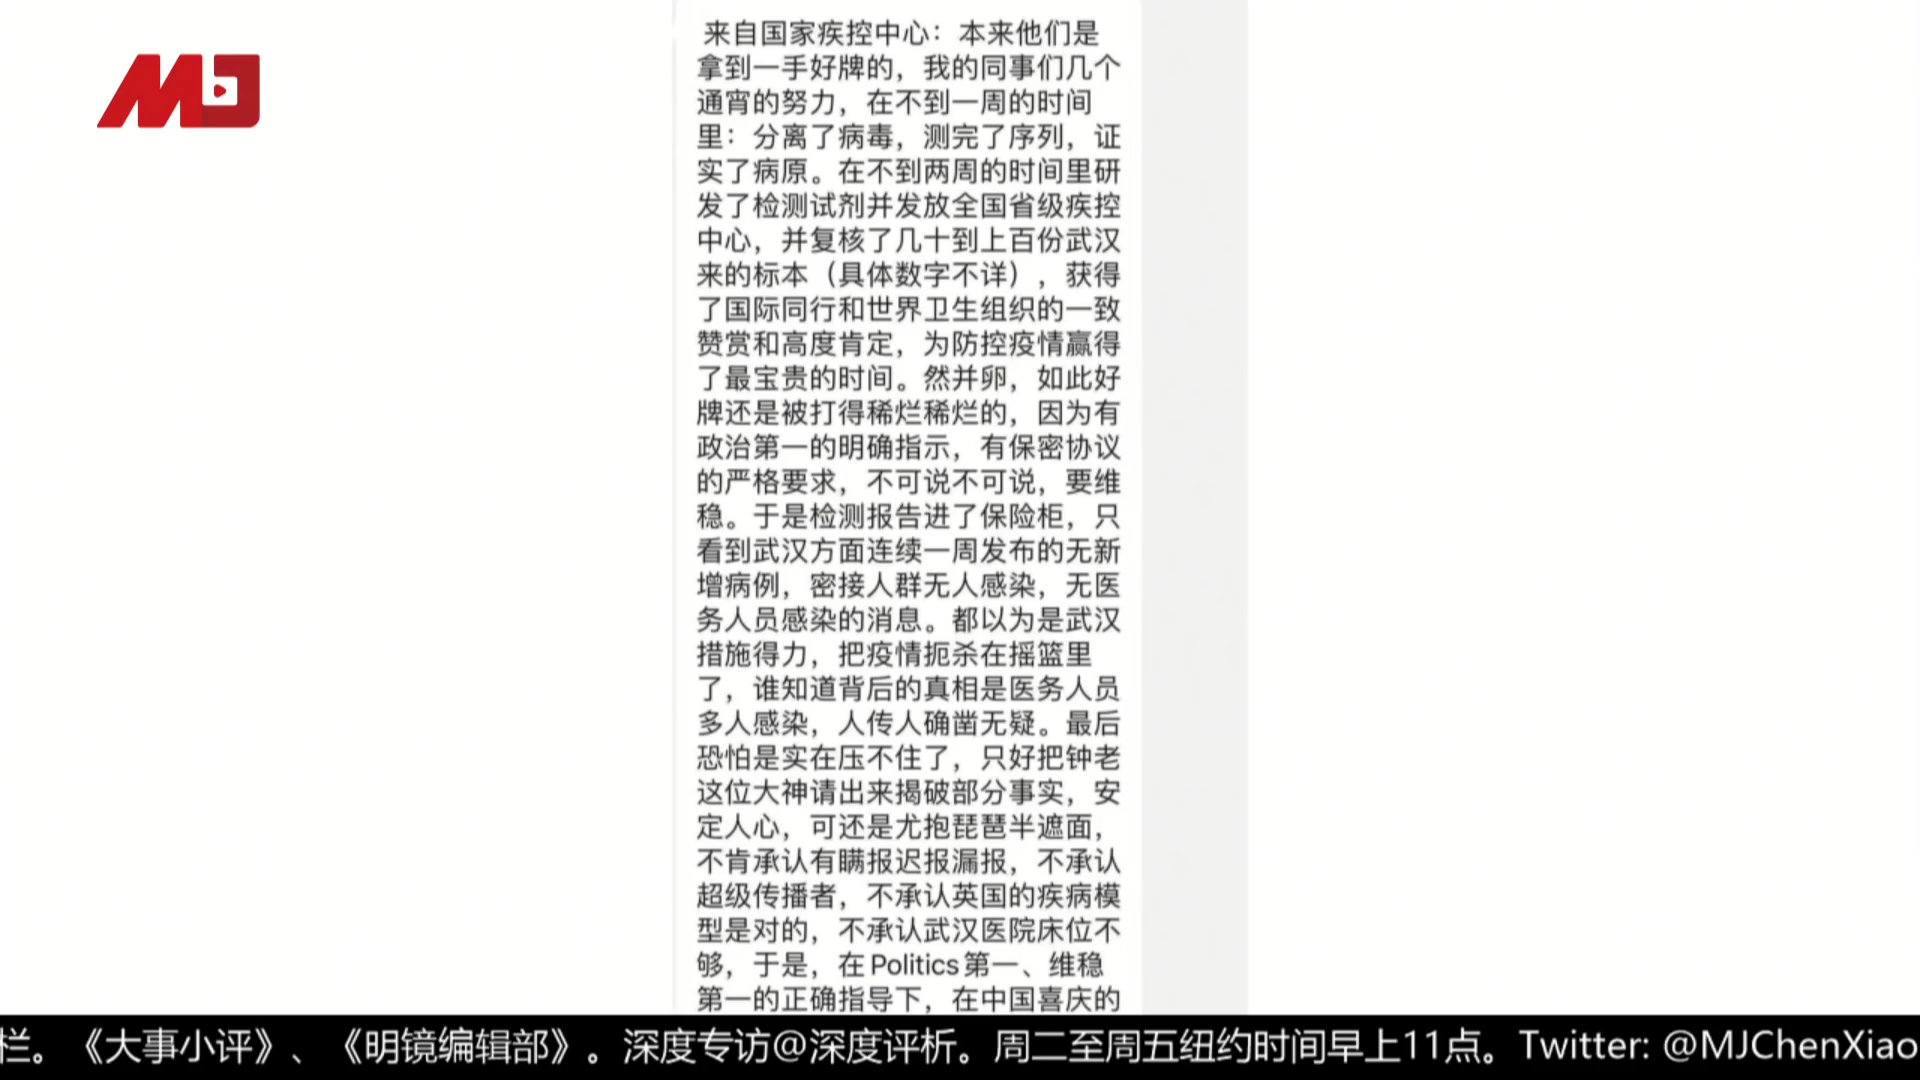 MJ
来自国家疾控中心：本来他们是
拿到一手好牌的，我的同事们几个
通宵的努力，在不到一周的时间
里：分离了病毒，测完了序列，证
实了病原。在不到两周的时间里研
发了检测试剂并发放全国省级疾控
中心，并复核了几十到上百份武汉
来的标本（具体数字不详），获得
了国际同行和世界卫生组织的一致
赞赏和高度肯定，为防控疫情赢得
了最宝贵的时间。然并卵，如此好
牌还是被打得稀烂稀烂的，因为有
政治第一的明确指示，有保密协议
的严格要求，不可说不可说，要维
稳。于是检测报告进了保险柜，只
看到武汉方面连续一周发布的无新
增病例，密接人群无人感染，无医
务人员感染的消息。都以为是武汉
措施得力，把疫情扼杀在摇篮里
了，谁知道背后的真相是医务人员
多人感染，人传人确凿无疑。最后
恐怕是实在压不住了，只好把钟老
这位大神请出来揭破部分事实，安
定人心，可还是尤抱琵琶半遮面，
不肯承认有瞒报迟报漏报，不承认
超级传播者，不承认英国的疾病模
型是对的，不承认武汉医院床位不
够，于是，在Politics第一、维稳
第一的正确指导下，在中国喜庆的
栏。《大事小评》、《明镜编辑部》。深度专访@深度评析。周二至周五纽约时间早上11点。Twitter: @MJChenXiao